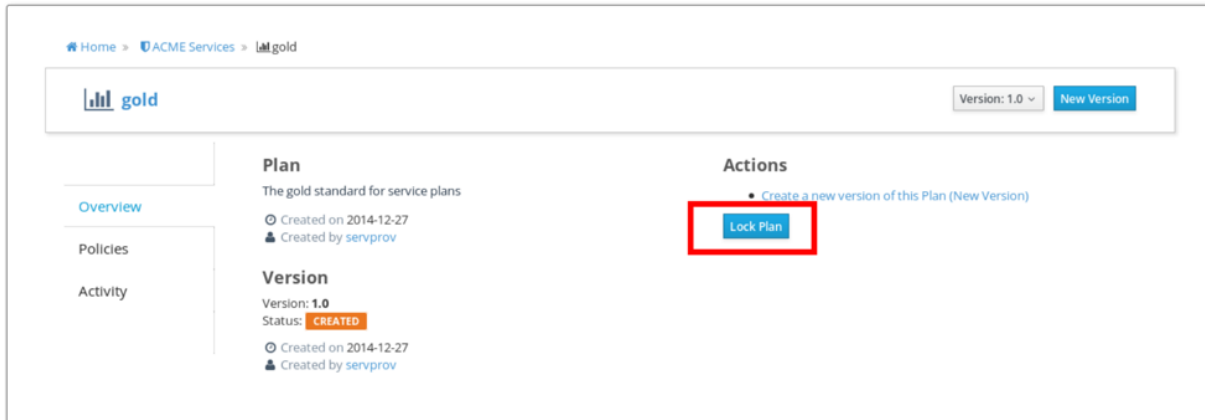 Home » ACME Services » gold
gold
Version: 1.0
New Version
Overview
Policies
Activity
Plan
The gold standard for service plans
Created on 2014-12-27
Created by servprov
Version
Version: 1.0
Status: CREATED
Created on 2014-12-27
Created by servprov
Actions
• Create a new version of this Plan (New Version)
Lock Plan